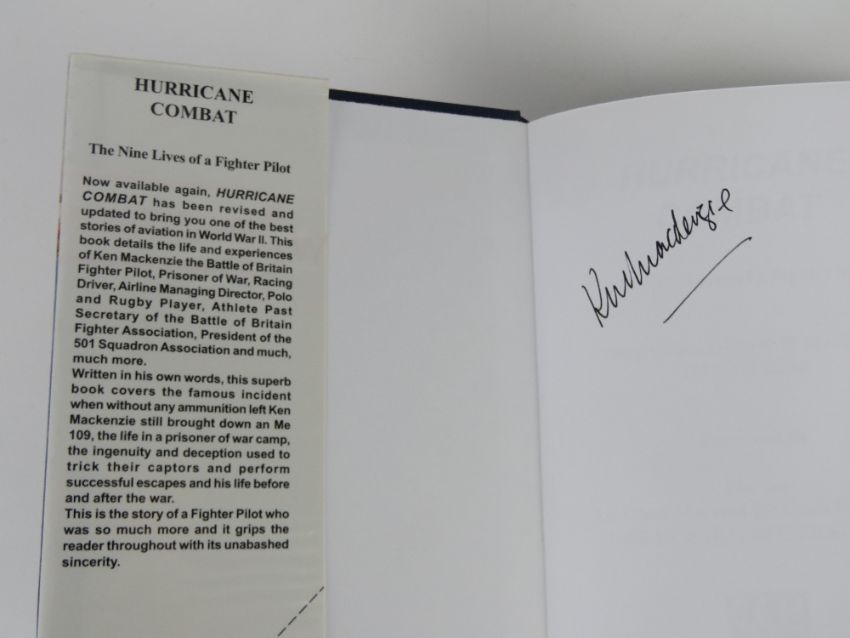 HURRICANE
COMBAT
The Nine Lives of a Fighter Pilot
Now available again, HURRICANE
COMBAT has been revised and
updated to bring you one of the best
stories of aviation in World War II. This
book details the life and experiences
of Ken Mackenzie the Battle of Britain
Fighter Pilot, Prisoner of War, Racing
Driver, Airline Managing Director, Polo
and Rugby Player, Athlete Past
Secretary of the Battle of Britain
Fighter Association, President of the
501 Squadron Association and much,
much more.
Written in his own words, this superb
book covers the famous incident
when without any ammunition left Ken
Mackenzie still brought down an Me
109, the life in a prisoner of war camp,
the ingenuity and deception used to
trick their captors and perform
successful escapes and his life before
and after the war.
This is the story of a Fighter Pilot who
was so much more and it grips the
reader throughout with its unabashed
sincerity.
Ken Mackenzie